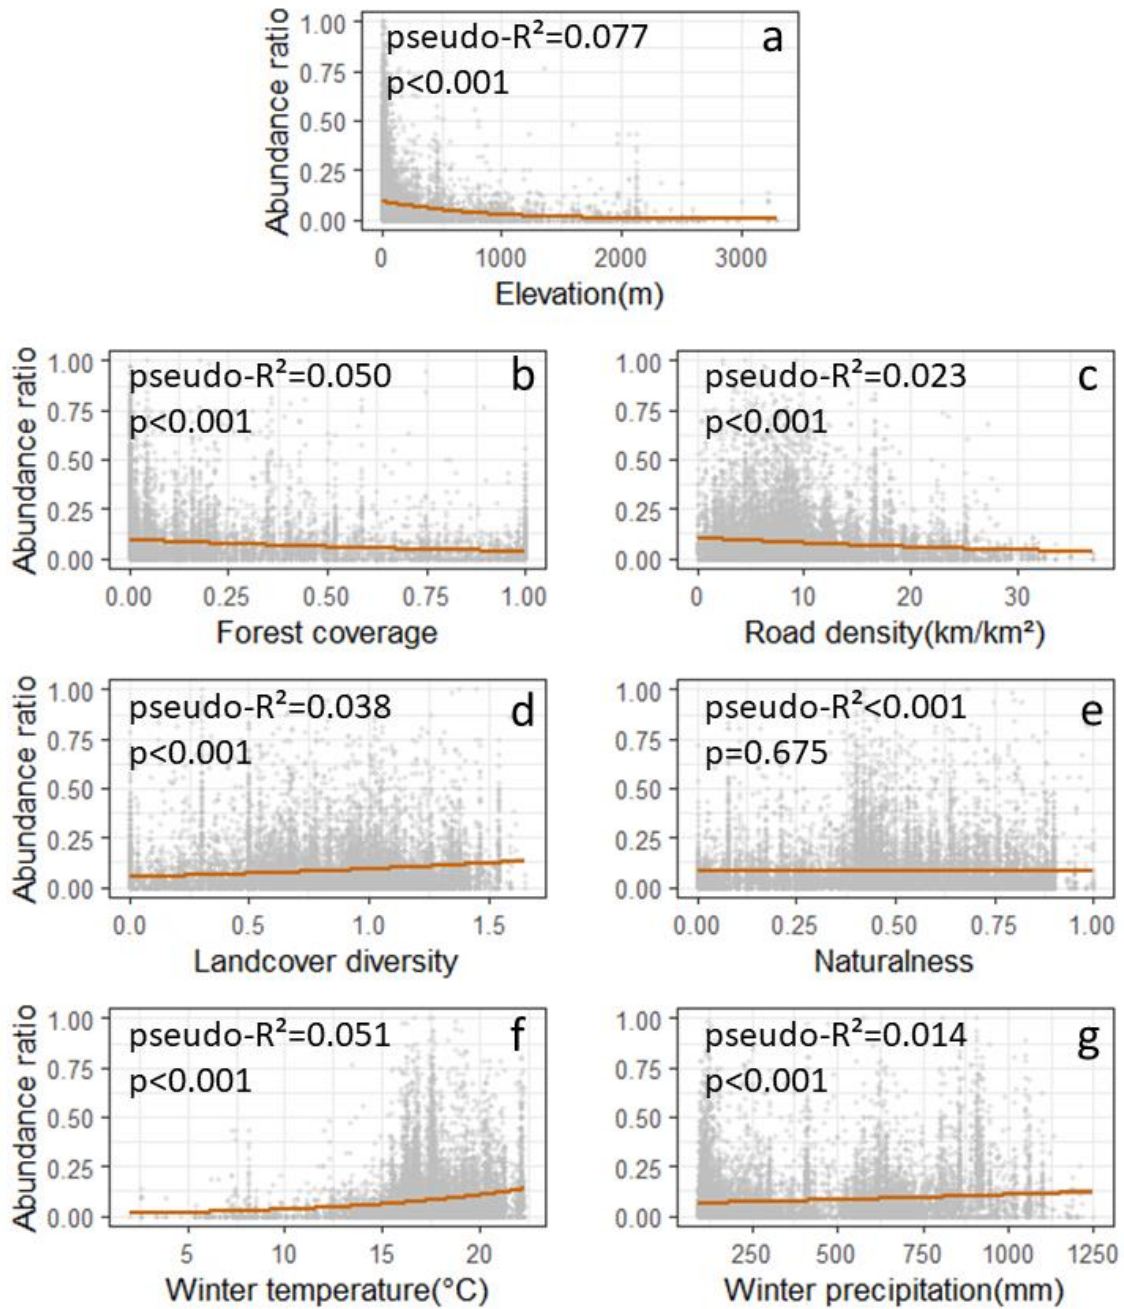 Abundance ratio
1.00
0.75
0.50
0.25
0.00
pseudo-R²=0.077
a
p<0.001
0 1000 2000 3000
Elevation(m)
Abundance ratio
1.00
0.75
0.50
0.25
0.00
pseudo-R²=0.050
b
p<0.001
0.00 0.25 0.50 0.75 1.00
Forest coverage
1.00
0.75
0.50
0.25
0.00
pseudo-R²=0.023
c
p<0.001
0 10 20 30
Road density(km/km²)
Abundance ratio
1.00
0.75
0.50
0.25
0.00
pseudo-R²=0.038
d
p<0.001
0.0 0.5 1.0 1.5
Landcover diversity
1.00
0.75
0.50
0.25
0.00
pseudo-R²<0.001
e
p=0.675
0.00 0.25 0.50 0.75 1.00
Naturalness
Abundance ratio
1.00
0.75
0.50
0.25
0.00
pseudo-R²=0.051
f
p<0.001
5 10 15 20
Winter temperature(°C)
1.00
0.75
0.50
0.25
0.00
pseudo-R²=0.014
g
p<0.001
250 500 750 1000 1250
Winter precipitation(mm)